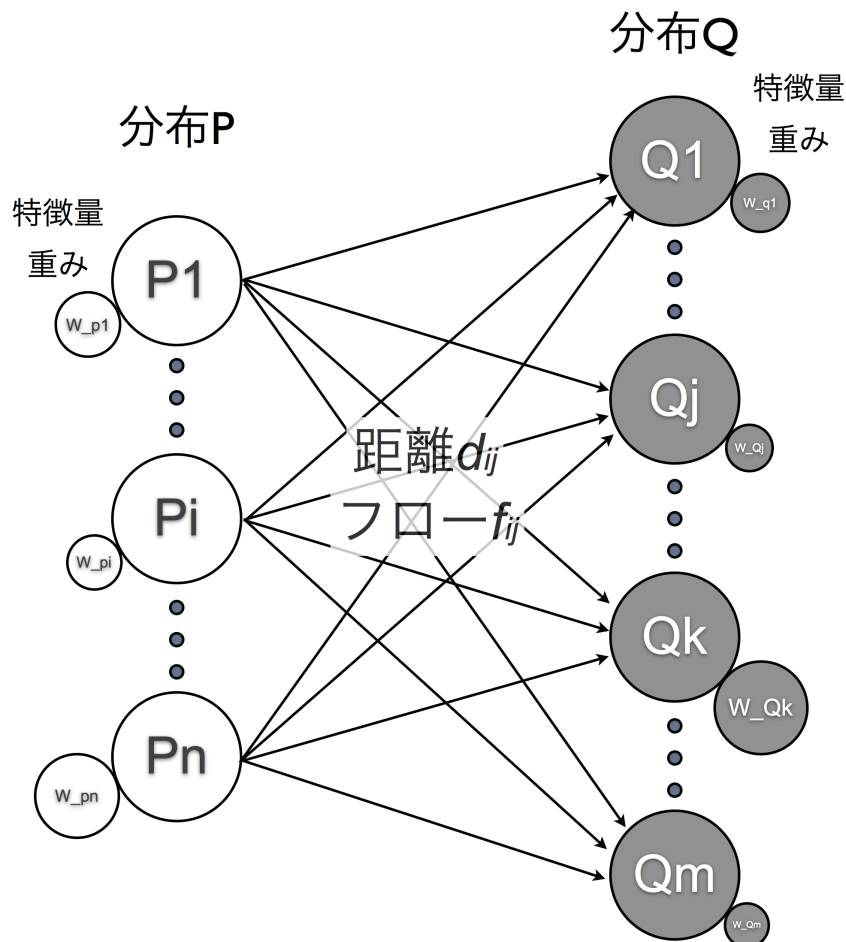 分布P
特徴量
重み
P1
W_p1
Pi
W_pi
Pn
W_pn
距離dij
フローfij
分布Q
特徴量
重み
Q1
W_q1
Qj
W_Qj
Qk
W_Qk
Qm
W_Qm